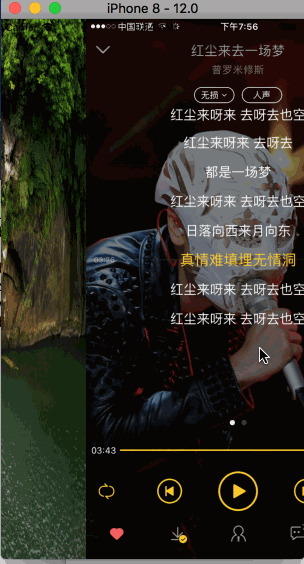 iPhone 8 - 12.0
中国联通
下午7:56
红尘来去一场梦
普罗米修斯
无损
人声
红尘来呀来 去呀去也空
红尘来呀来 去呀去
都是一场梦
红尘来呀来 去呀去也空
日落向西来月向东
真情难填埋无情洞
03:26
红尘来呀来 去呀去也空
红尘来呀来 去呀去也空
03:43